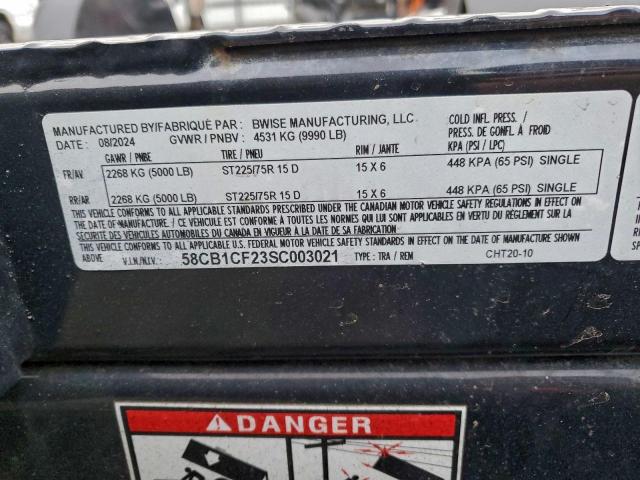 MANUFACTURED BY/FABRIQUÉ PAR : BWISE MANUFACTURING, LLC
DATE : 08/2024 GVWR / PNBV : 4531 KG (9990 LB)
COLD INFL. PRESS. /
PRESS. DE GONFL. À FROID
GAWR / PNBE TIRE / PNEU RIM / JANTE KPA (PSI / LPC)
FR/AV 2268 KG (5000 LB) ST225/75R 15 D 15 X 6 448 KPA (65 PSI) SINGLE
RR/AR 2268 KG (5000 LB) ST225/75R 15 D 15 X 6 448 KPA (65 PSI) SINGLE
THIS VEHICLE CONFORMS TO ALL APPLICABLE STANDARDS PRESCRIBED UNDER THE CANADIAN MOTOR VEHICLE SAFETY REGULATIONS IN EFFECT ON
THE DATE OF MANUFACTURE. / CE VÉHICULE EST CONFORME À TOUTES LES NORMES QUI LUI SONT APPLICABLES EN VERTU DU RÈGLEMENT SUR LA
SÉCURITÉ DES VÉHICULES AUTOMOBILES DU CANADA EN VIGUEUR À LA DATE DE SA FABRICATION
THIS VEHICLE CONFORMS TO ALL APPLICABLE U.S. FEDERAL MOTOR VEHICLE SAFETY STANDARDS IN EFFECT ON THE DATE OF MANUFACTURE SHOWN
ABOVE V.I.N./N.I.V. : 58CB1CF23SC003021 TYPE : TRA / REM CHT20-10
DANGER